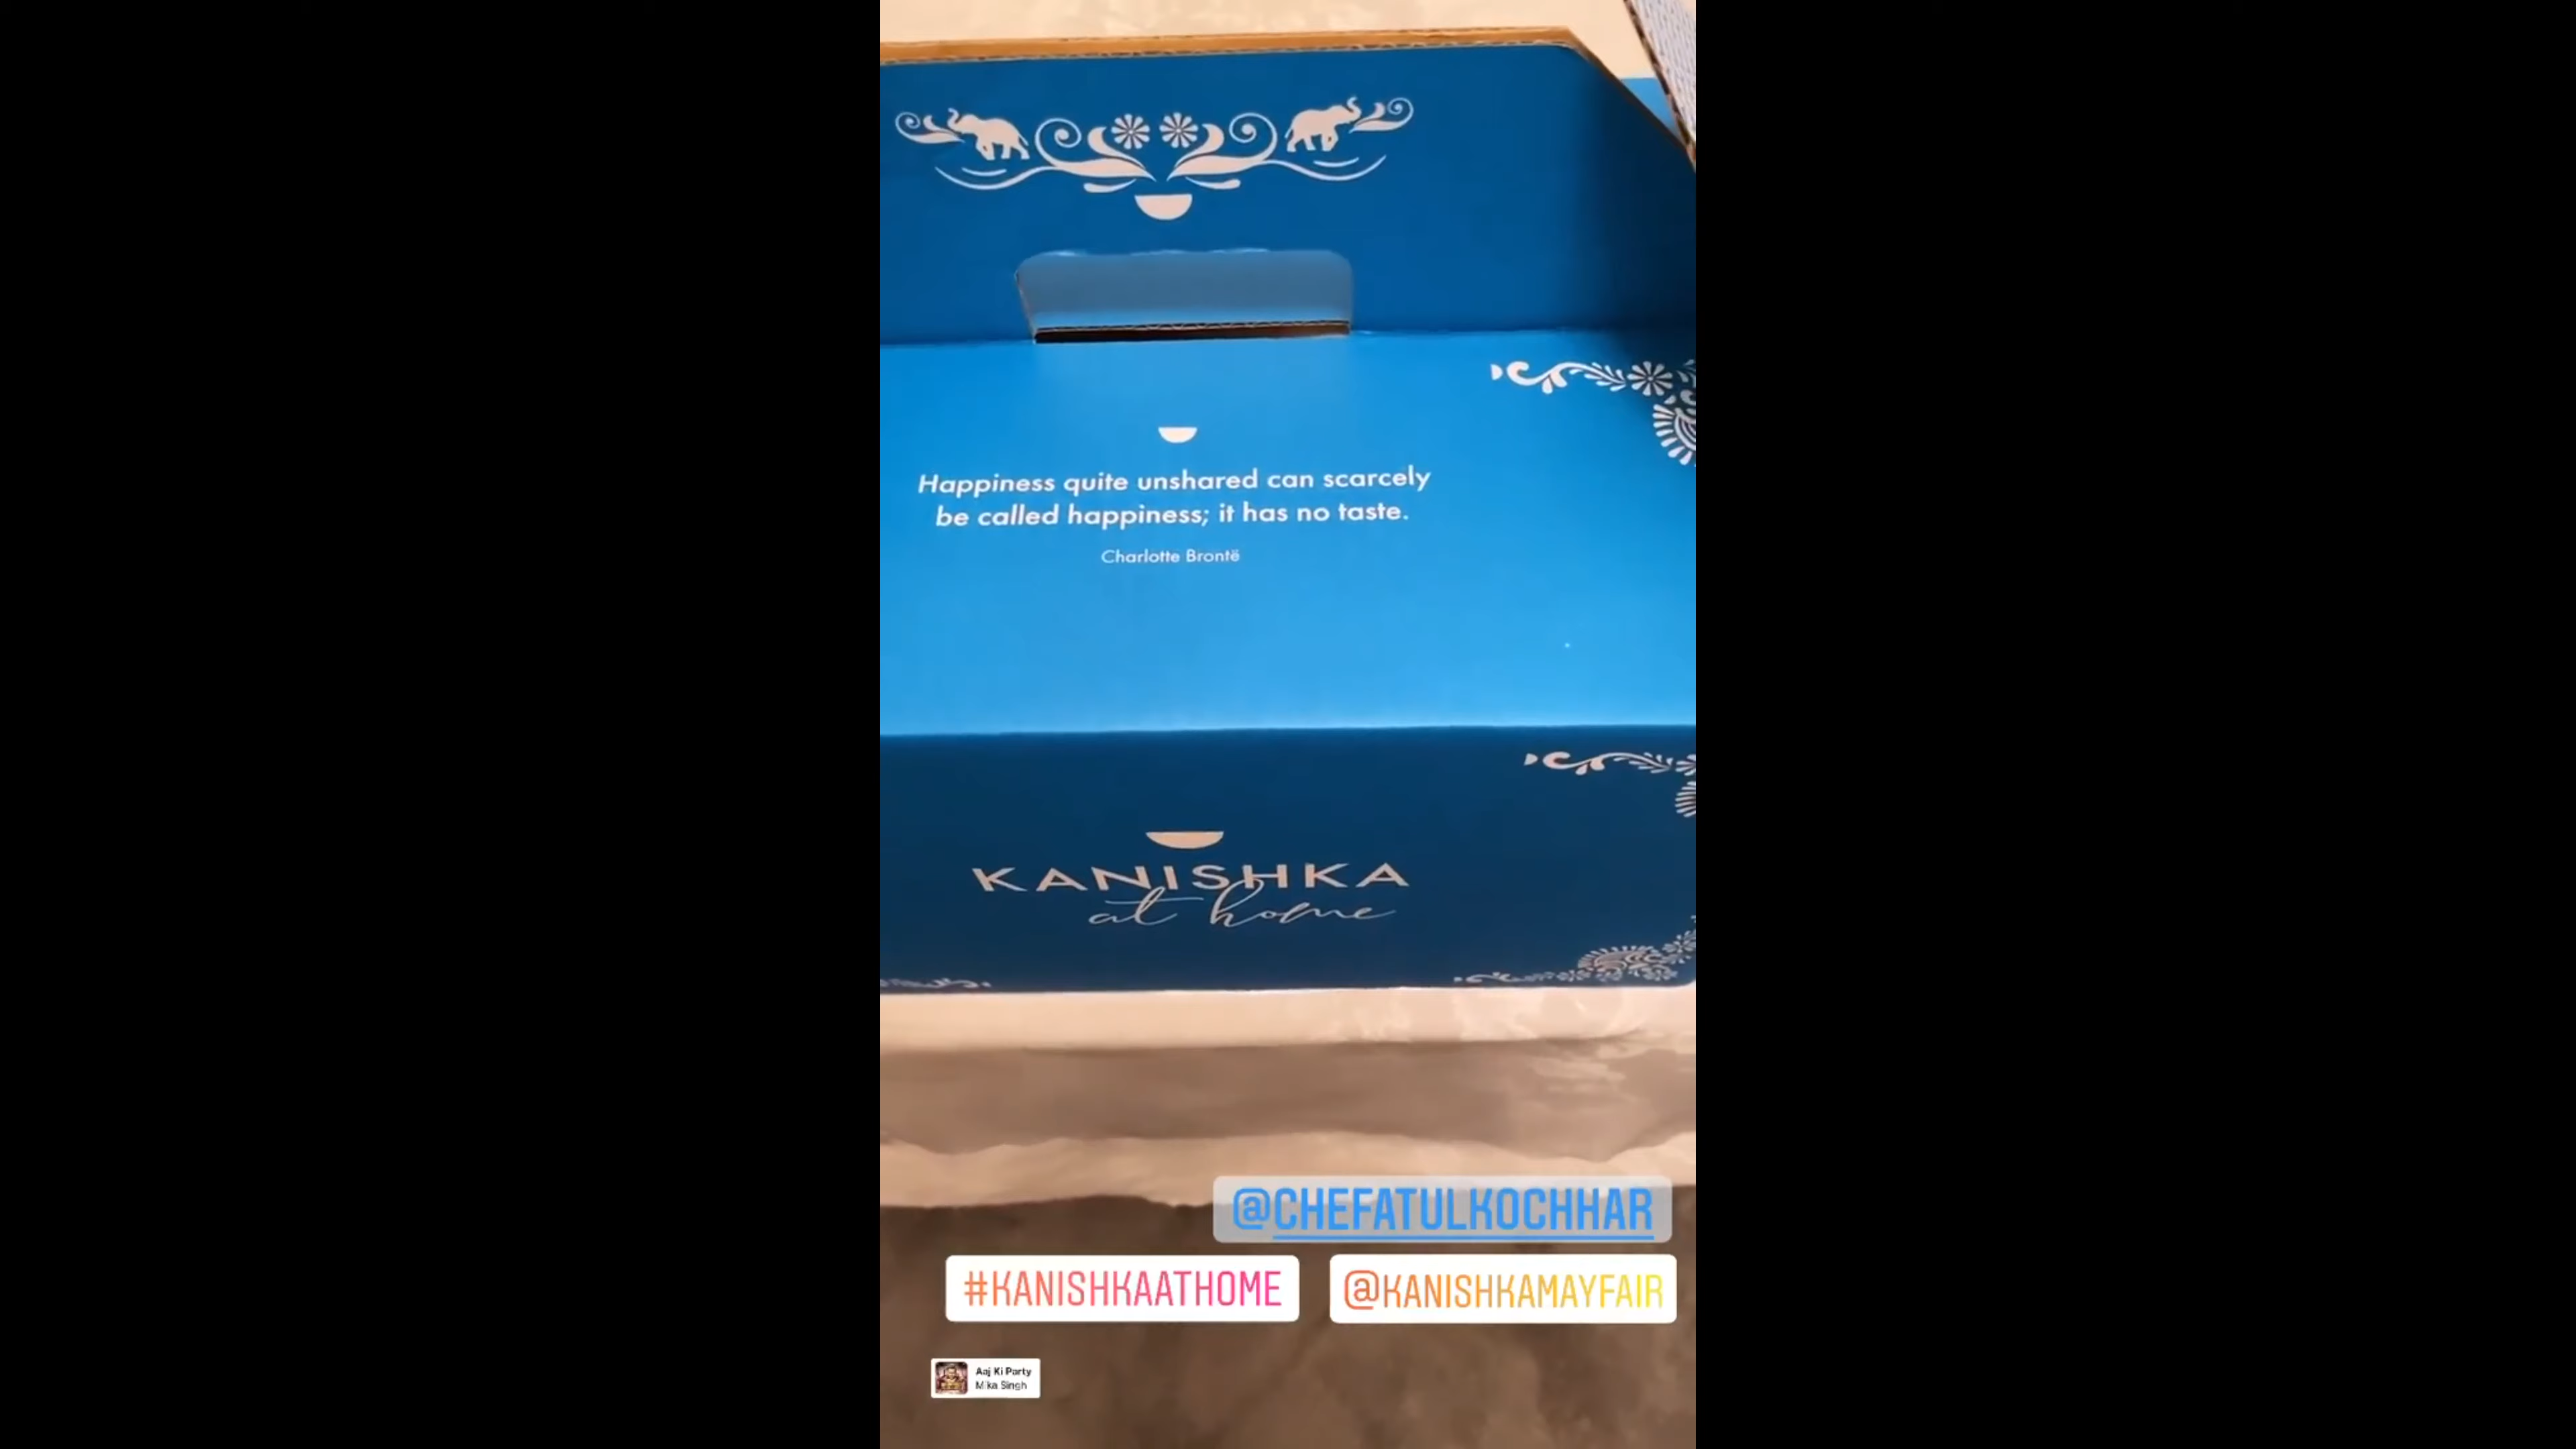 Happiness quite unshared can scarcely
be called happiness; it has no taste.
Charlotte Brontë
KANISHKA
at home
@CHEFATULKOCHHAR
#KANISHKAATHOME
@KANISHKAMAYFAIR
Aaj Ki Party
Mika Singh